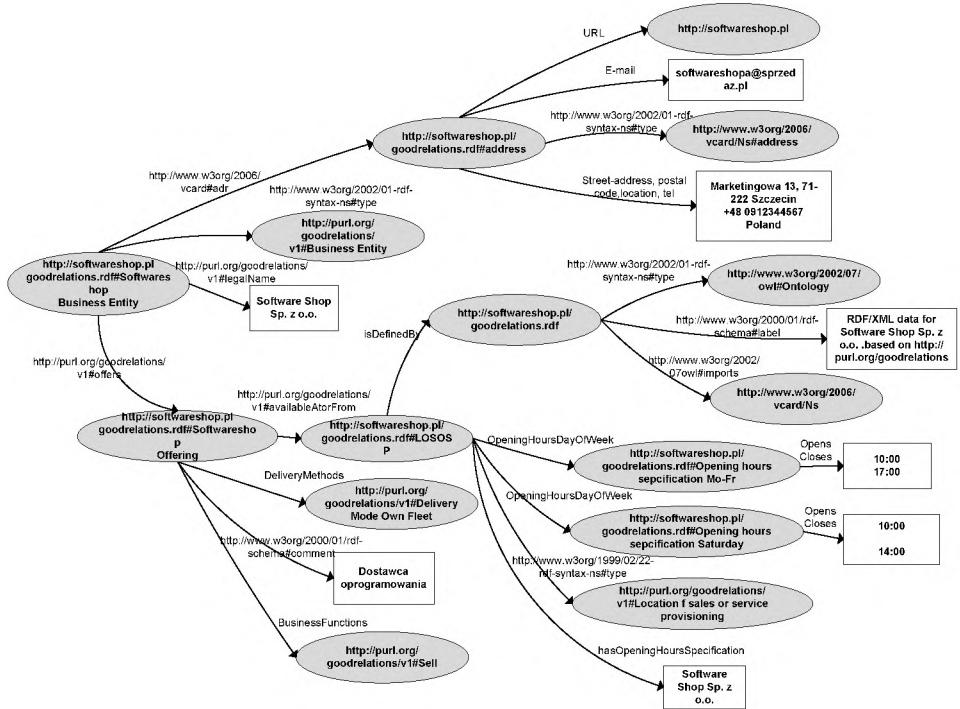 URL
http://softwareshop.pl
E-mail
softwareshopa@sprzed
az.pl
http://www.w3org/2002/01-rdf-
syntax-ns#type
http://softwareshop.pl/
goodrelations.rdf#address
http://www.w3org/2006/
vcard/Ns#address
http://www.w3org/2006/
vcard#adr
Street-address, postal
code,location, tel
Marketingowa 13, 71-
222 Szczecin
+48 0912344567
Poland
http://www.w3org/2002/01-rdf-
syntax-ns#type
http://purl.org/
goodrelations/
v1#Business Entity
http://softwareshop.pl
goodrelations.rdf#Softwares
hop
Business Entity
http://purl.org/goodrelations/
v1#legalName
Software Shop
Sp. z o.o.
http://www.w3org/2002/01-rdf-
syntax-ns#type
http://www.w3org/2002/07/
owl#Ontology
http://softwareshop.pl/
goodrelations.rdf
http://www.w3org/2000/01/rdf-
schema#label
RDF/XML data for
Software Shop Sp. z
o.o. .based on http://
purl.org/goodrelations
isDefinedBy
http://www.w3org/2002/
07owl#imports
http://www.w3org/2006/
vcard/Ns
http://purl.org/goodrelations/
v1#offers
http://purl.org/goodrelations/
v1#availableAtorFrom
http://softwareshop.pl
goodrelations.rdf#Softwaresho
p
Offering
http://softwareshop.pl/
goodrelations.rdf#LOSOS
P
OpeningHoursDayOfWeek
http://softwareshop.pl/
goodrelations.rdf#Opening hours
sepcification Mo-Fr
Opens
Closes
10:00
17:00
DeliveryMethods
http://purl.org/
goodrelations/v1#Delivery
Mode Own Fleet
OpeningHoursDayOfWeek
http://softwareshop.pl/
goodrelations.rdf#Opening hours
sepcification Saturday
Opens
Closes
10:00
14:00
http://www.w3org/2000/01/rdf-
schema#comment
Dostawca
oprogramowania
http://www.w3org/1999/02/22-
rdf-syntax-ns#type
http://purl.org/goodrelations/
v1#Location f sales or service
provisioning
BusinessFunctions
http://purl.org/
goodrelations/v1#Sell
hasOpeningHoursSpecification
Software
Shop Sp. z
o.o.